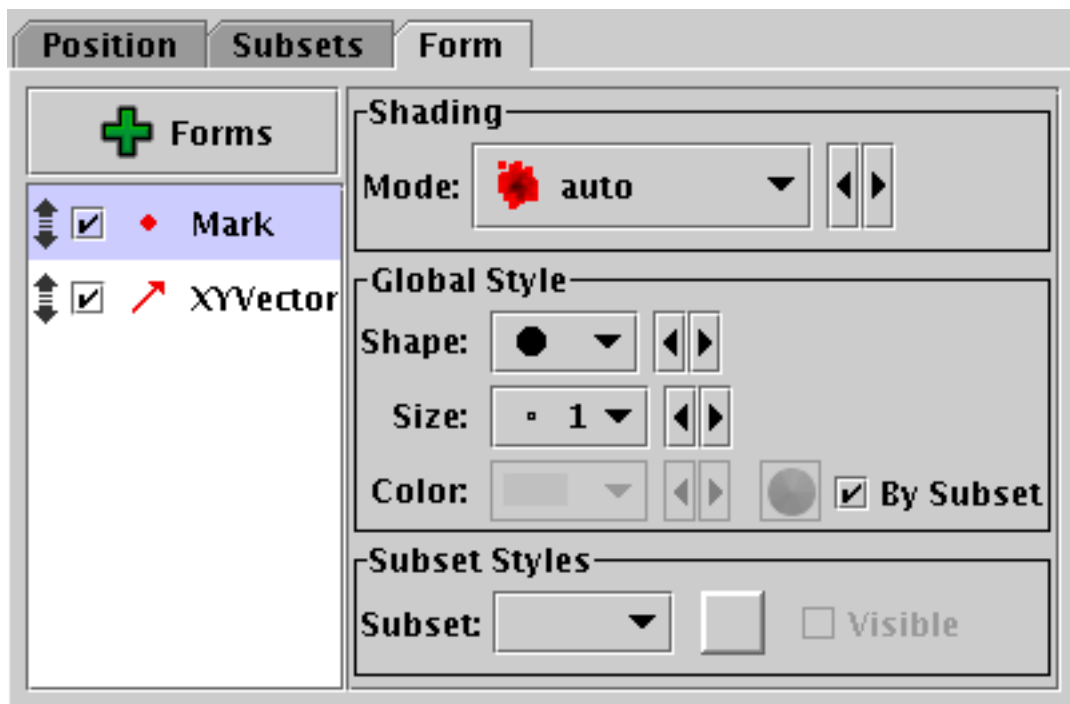 Position Subsets Form
Forms
Mark
XYVector
Shading
Mode: auto
Global Style
Shape:
Size: 1
Color: By Subset
Subset Styles
Subset: Visible